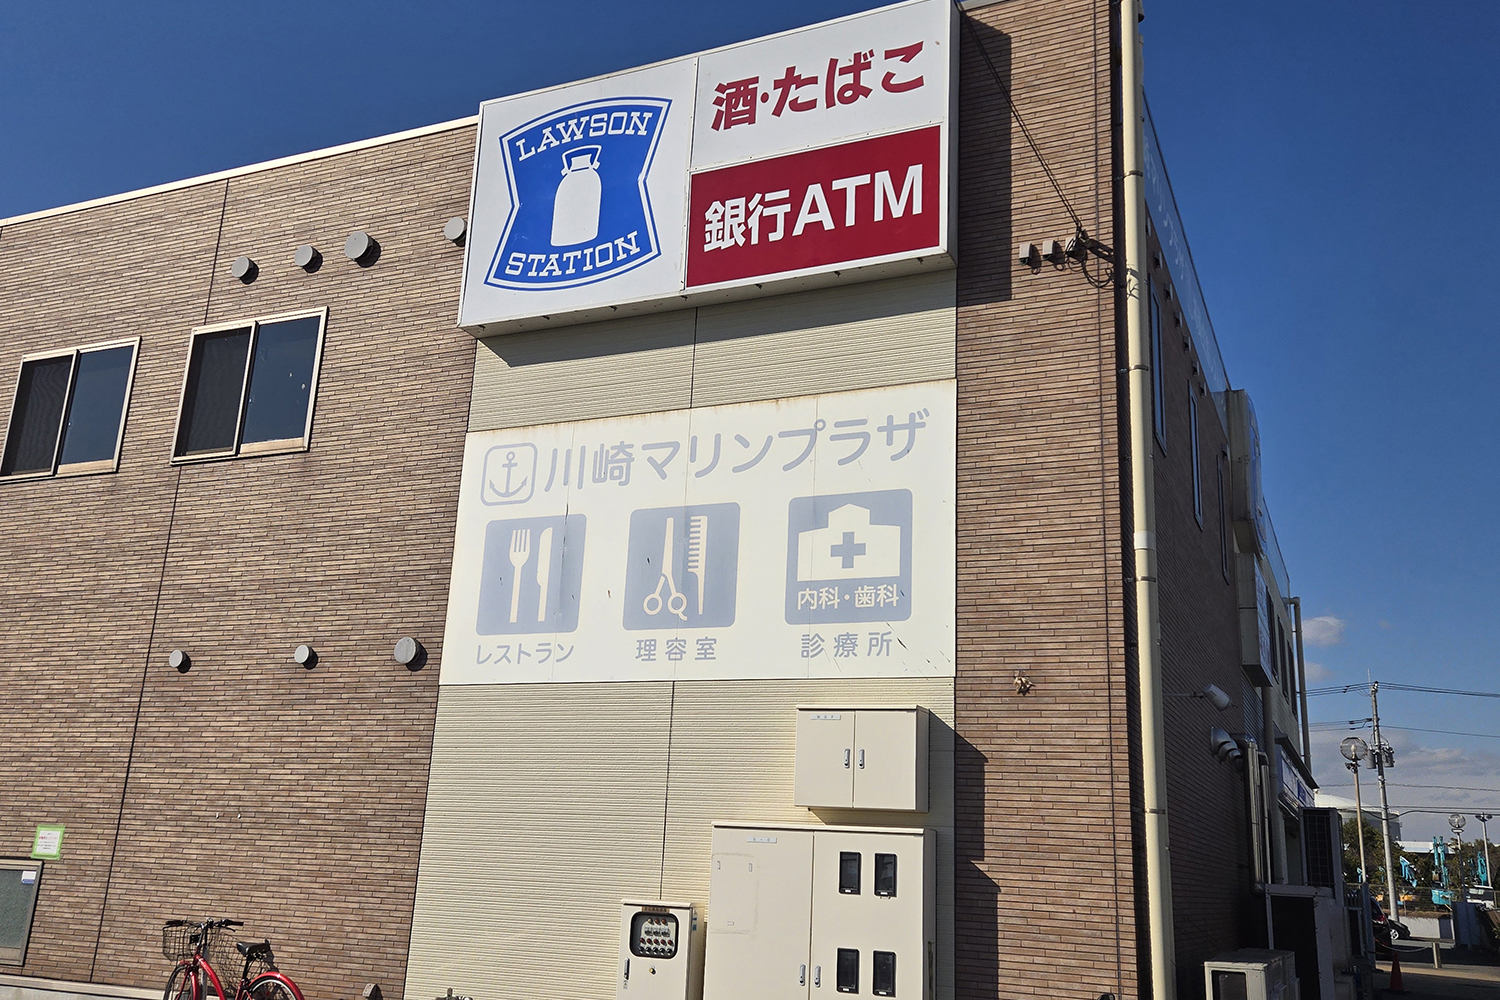 LAWSON
STATION
酒・たばこ
銀行ATM
川崎マリンプラザ
レストラン
理容室
内科・歯科
診療所